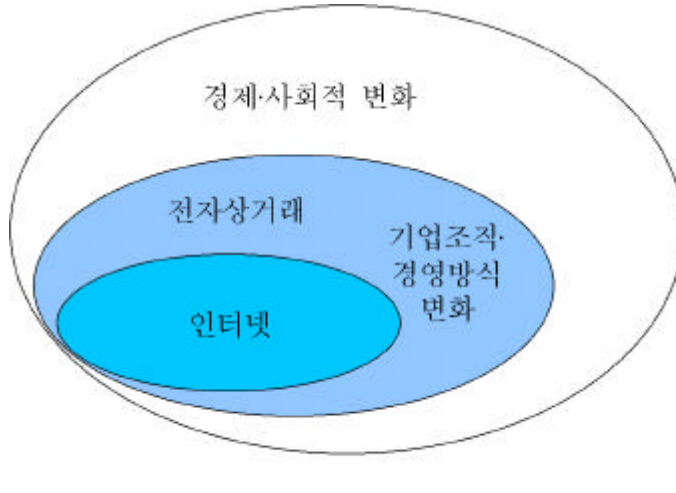 경제·사회적 변화
전자상거래
기업조직·
경영방식
변화
인터넷